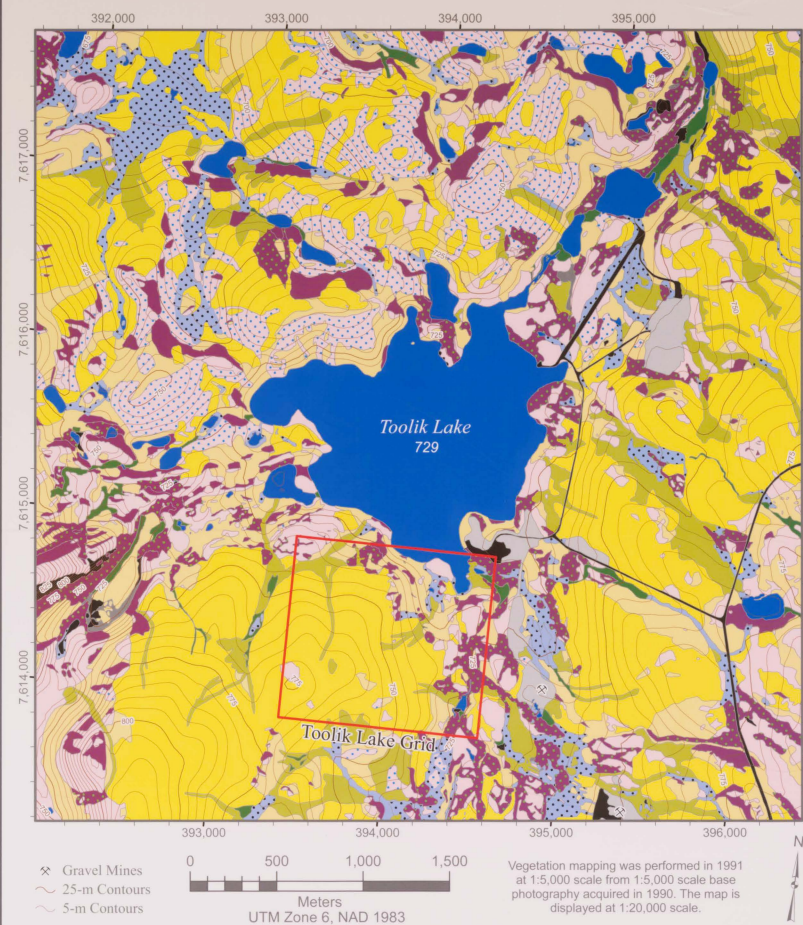 392,000
393,000
394,000
395,000
7,617,000
7,616,000
7,615,000
7,614,000
Toolik Lake
729
725
750
775
800
Toolik Lake Grid
393,000
394,000
395,000
396,000
Gravel Mines
25-m Contours
5-m Contours
0 500 1,000 1,500
Meters
UTM Zone 6, NAD 1983
Vegetation mapping was performed in 1991
at 1:5,000 scale from 1:5,000 scale base
photography acquired in 1990. The map is
displayed at 1:20,000 scale.
N